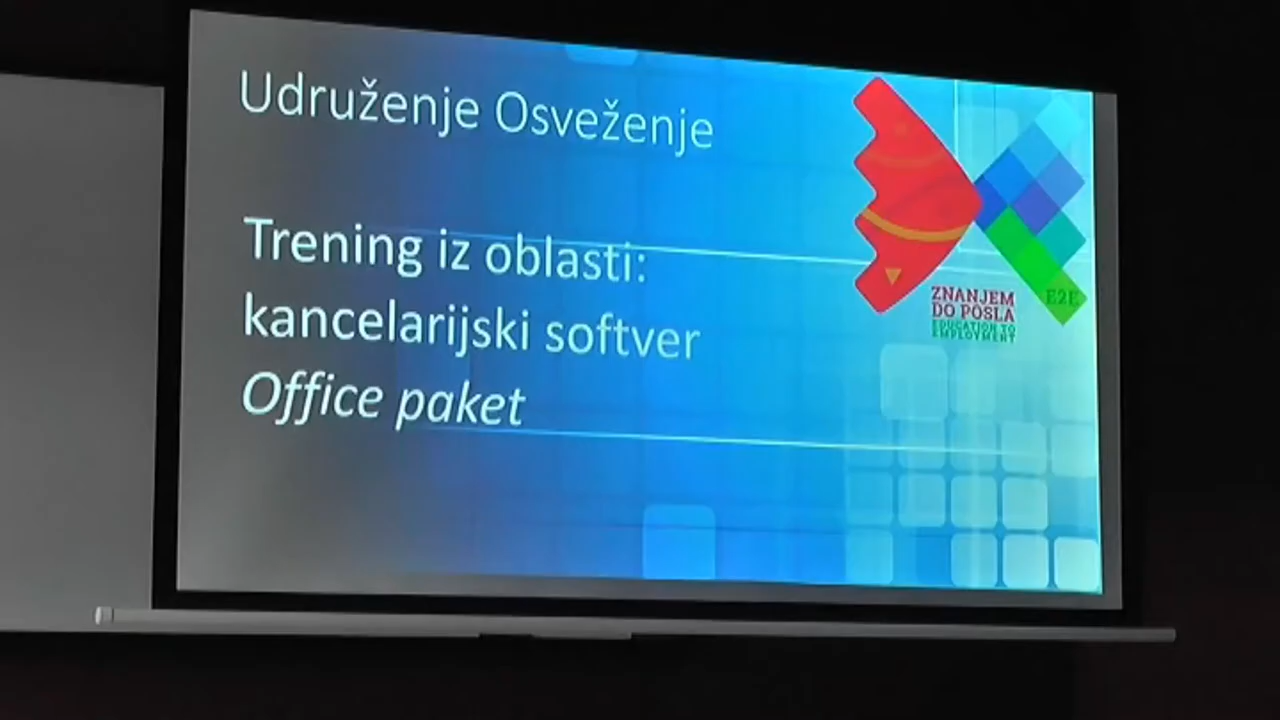 Udruženje Osveženje
Trening iz oblasti:
kancelarijski softver
Office paket
ZNANJEM
DO POSLA
EDUCATION TO
EMPLOYMENT
E2E